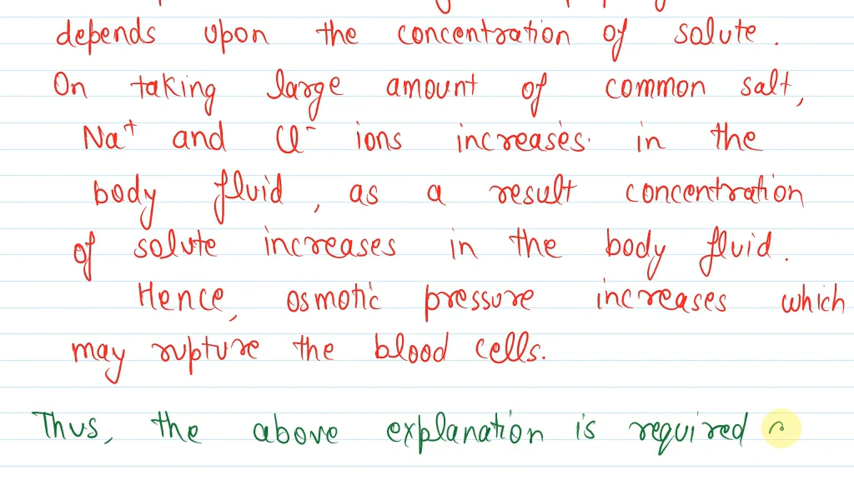 depends upon the concentration of solute.
On taking large amount of common salt,
Na⁺ and Cl⁻ ions increases. in the
body fluid, as a result concentration
of solute increases in the body fluid.
Hence, osmotic pressure increases which
may rupture the blood cells.
Thus, the above explanation is required